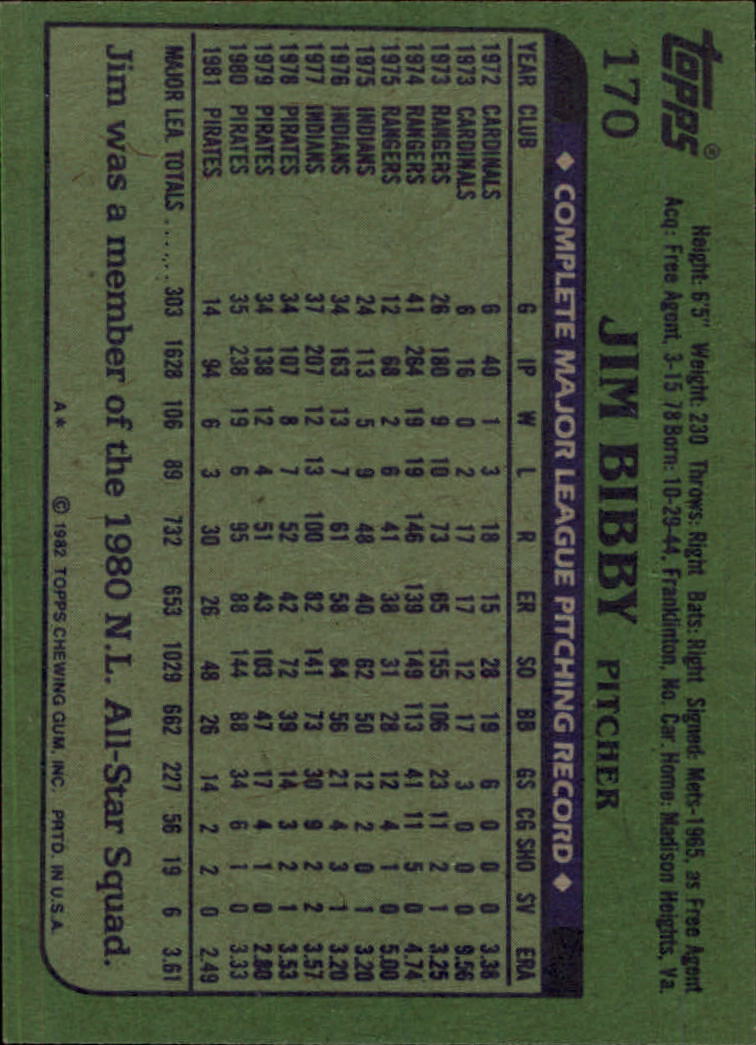 topps®
Height: 6'5" Weight: 230 Throws: Right Bats: Right Signed: Mets-1965, as Free Agent
Acq: Free Agent, 3-15-78 Born: 10-29-44, Franklinton, No. Car. Home: Madison Heights, Va.
170 JIM BIBBY PITCHER
◆ COMPLETE MAJOR LEAGUE PITCHING RECORD ◆
YEAR CLUB G IP W L R ER SO BB GS CG SHO SV ERA
1972 CARDINALS 6 40 1 3 18 15 28 19 6 0 0 0 3.38
1973 CARDINALS 6 16 0 2 17 17 12 17 3 0 0 0 9.56
1973 RANGERS 26 180 9 10 73 65 155 106 23 11 2 1 3.25
1974 RANGERS 41 264 19 19 146 139 149 113 41 11 5 0 4.74
1975 RANGERS 12 68 2 6 41 38 31 28 12 4 1 0 5.00
1975 INDIANS 24 113 5 9 48 40 62 50 12 2 0 1 3.20
1976 INDIANS 34 163 13 7 61 58 84 56 21 4 3 1 3.20
1977 INDIANS 37 207 12 13 100 82 141 73 30 9 2 2 3.57
1978 PIRATES 34 107 8 7 52 42 72 39 14 3 2 1 3.53
1979 PIRATES 34 138 12 4 51 43 103 47 17 4 1 0 2.80
1980 PIRATES 35 238 19 6 95 88 144 88 34 6 1 0 3.33
1981 PIRATES 14 94 6 3 30 26 48 26 14 2 2 0 2.49
MAJOR LEA. TOTALS ...... 303 1628 106 89 732 653 1029 662 227 56 19 6 3.61
Jim was a member of the 1980 N.L. All-Star Squad.
A* © 1982 TOPPS CHEWING GUM, INC. PRTD. IN U.S.A.